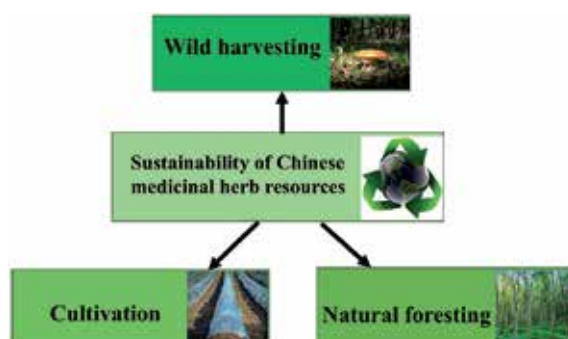 Wild harvesting
Sustainability of Chinese
medicinal herb resources
Cultivation
Natural foresting